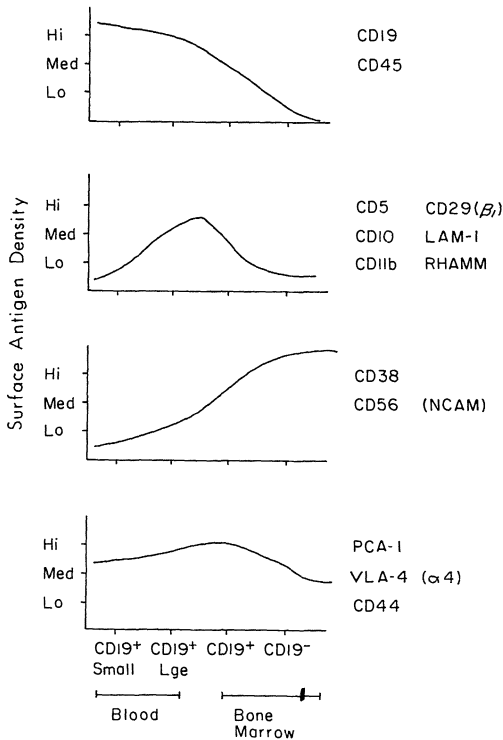 Surface Antigen Density
Hi
Med
Lo
CD19
CD45
Hi
Med
Lo
CD5 CD29(β1)
CD10 LAM-1
CD11b RHAMM
Hi
Med
Lo
CD38
CD56 (NCAM)
Hi
Med
Lo
PCA-1
VLA-4 (α4)
CD44
CD19+ CD19+ CD19+ CD19-
Small Lge
Blood Bone
Marrow